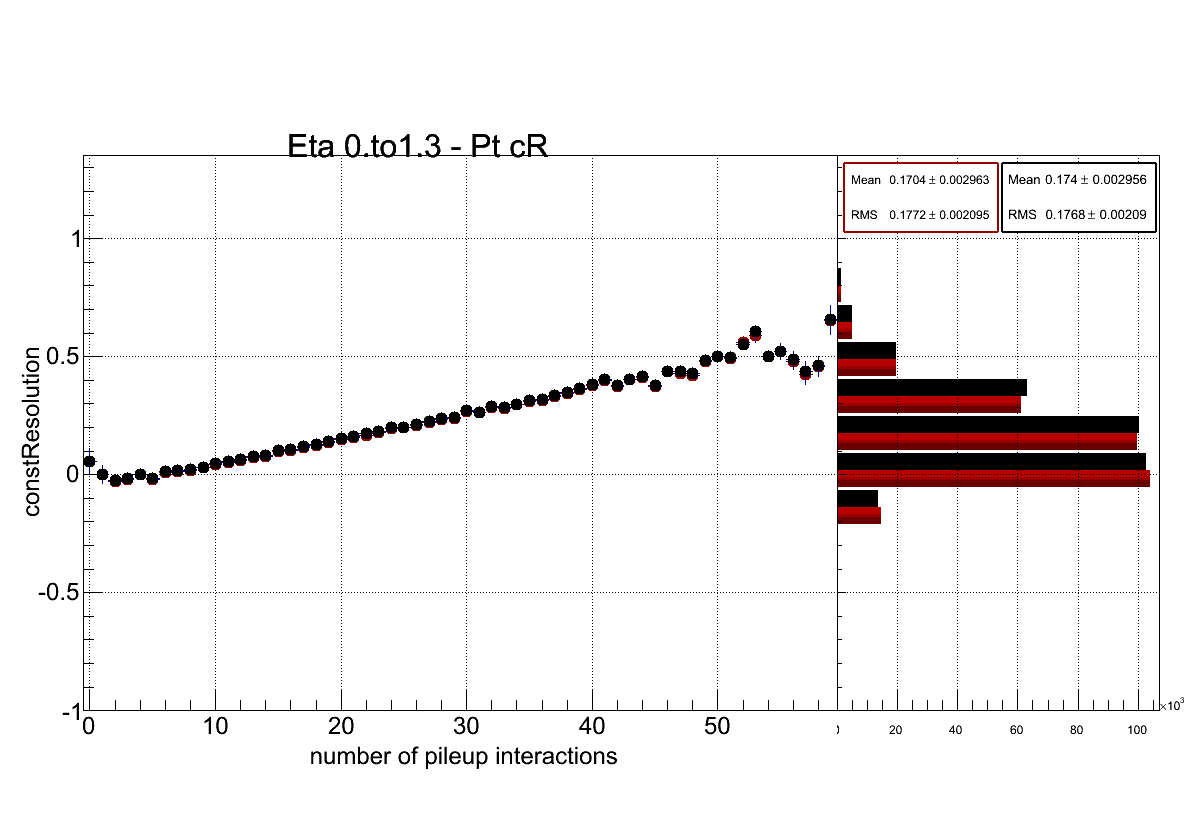 Eta 0.to1.3 - Pt cR
Mean 0.1704 ± 0.002963
RMS 0.1772 ± 0.002095
Mean 0.174 ± 0.002956
RMS 0.1768 ± 0.00209
constResolution
1
0.5
0
-0.5
-1
0 10 20 30 40 50
number of pileup interactions
20 40 60 80 100
×10³